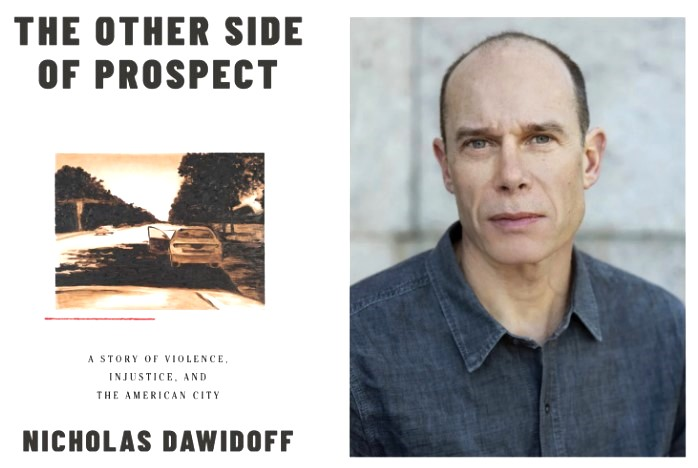 THE OTHER SIDE
OF PROSPECT
A STORY OF VIOLENCE,
INJUSTICE, AND
THE AMERICAN CITY
NICHOLAS DAWIDOFF